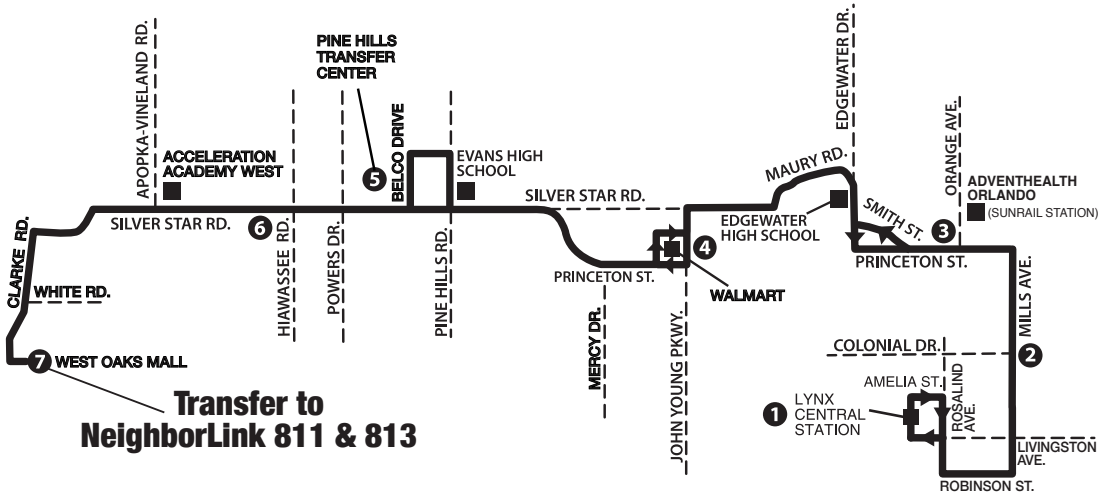 APOPKA-VINELAND RD.
PINE HILLS
TRANSFER
CENTER
EDGEWATER DR.
ACCELERATION
ACADEMY WEST
5
BELCO DRIVE
EVANS HIGH
SCHOOL
MAURY RD.
ORANGE AVE.
ADVENTHEALTH
ORLANDO
(SUNRAIL STATION)
SILVER STAR RD.
6
SILVER STAR RD.
EDGEWATER
HIGH SCHOOL
SMITH ST.
3
CLARKE RD.
HIAWASSEE RD.
POWERS DR.
PINE HILLS RD.
4
PRINCETON ST.
PRINCETON ST.
WHITE RD.
WALMART
MILLS AVE.
7 WEST OAKS MALL
MERCY DR.
JOHN YOUNG PKWY.
COLONIAL DR.
2
Transfer to
NeighborLink 811 & 813
AMELIA ST.
1 LYNX
CENTRAL
STATION
ROSALIND
AVE.
LIVINGSTON
AVE.
ROBINSON ST.